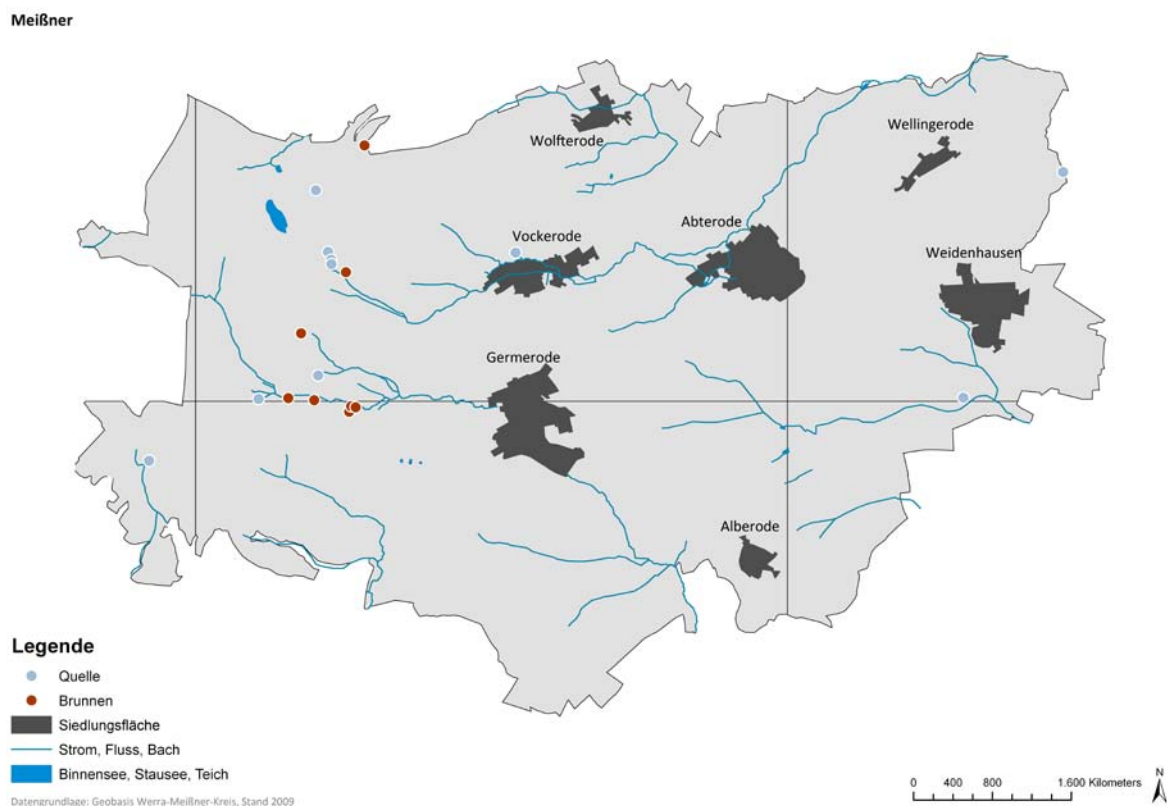 Meißner
Wolfterode
Wellingerode
Abterode
Vockerode
Weidenhausen
Germerode
Alberode
Legende
Quelle
Brunnen
Siedlungsfläche
Strom, Fluss, Bach
Binnensee, Stausee, Teich
Datengrundlage: Geobasis Werra-Meißner-Kreis, Stand 2009
0 400 800 1.600 Kilometers
N